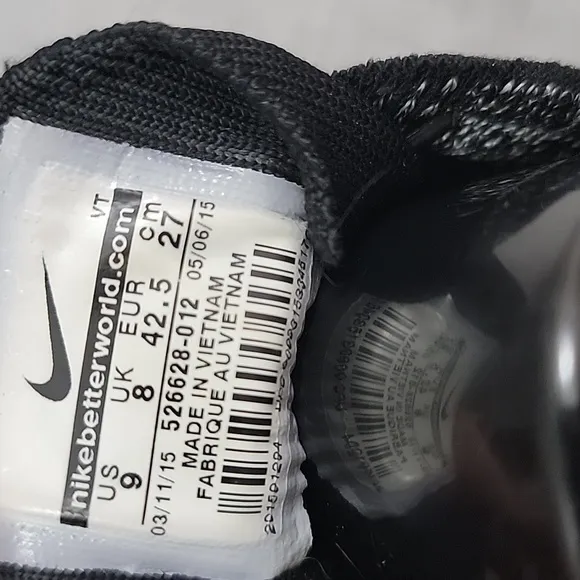 VT
nikebetterworld.com
US UK EUR cm
9 8 42.5 27
03/11/15 526628-012 05/06/15
MADE IN VIETNAM
FABRIQUE AU VIETNAM
201501294